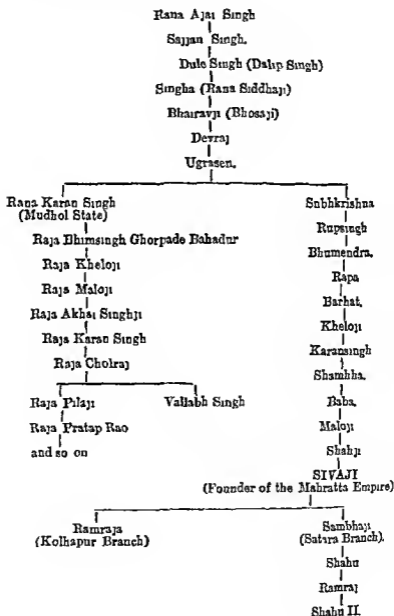 Rana Ajai Singh
Sajjan Singh.
Dule Singh (Dalip Singh)
Singha (Rana Siddhaji)
Bhairavji (Bhosaji)
Devraj
Ugrasen.
Rana Karan Singh
(Mudhol State)
Raja Bhimsingh Ghorpade Bahadur
Raja Kheloji
Raja Maloji
Raja Akhai Singhji
Raja Karan Singh
Raja Cholraj
Raja Pilaji
Vallabh Singh
Raja Pratap Rao
and so on
Subhkrishna
Rupsingh
Bhumendra.
Rapa
Barhat.
Kheloji
Karansingh
Shambha.
Baba.
Maloji
Shahji
SIVAJI
(Founder of the Mahratta Empire)
Ramraja
(Kolhapur Branch)
Sambhaji
(Satara Branch).
Shahu
Ramraj
Shahu II.